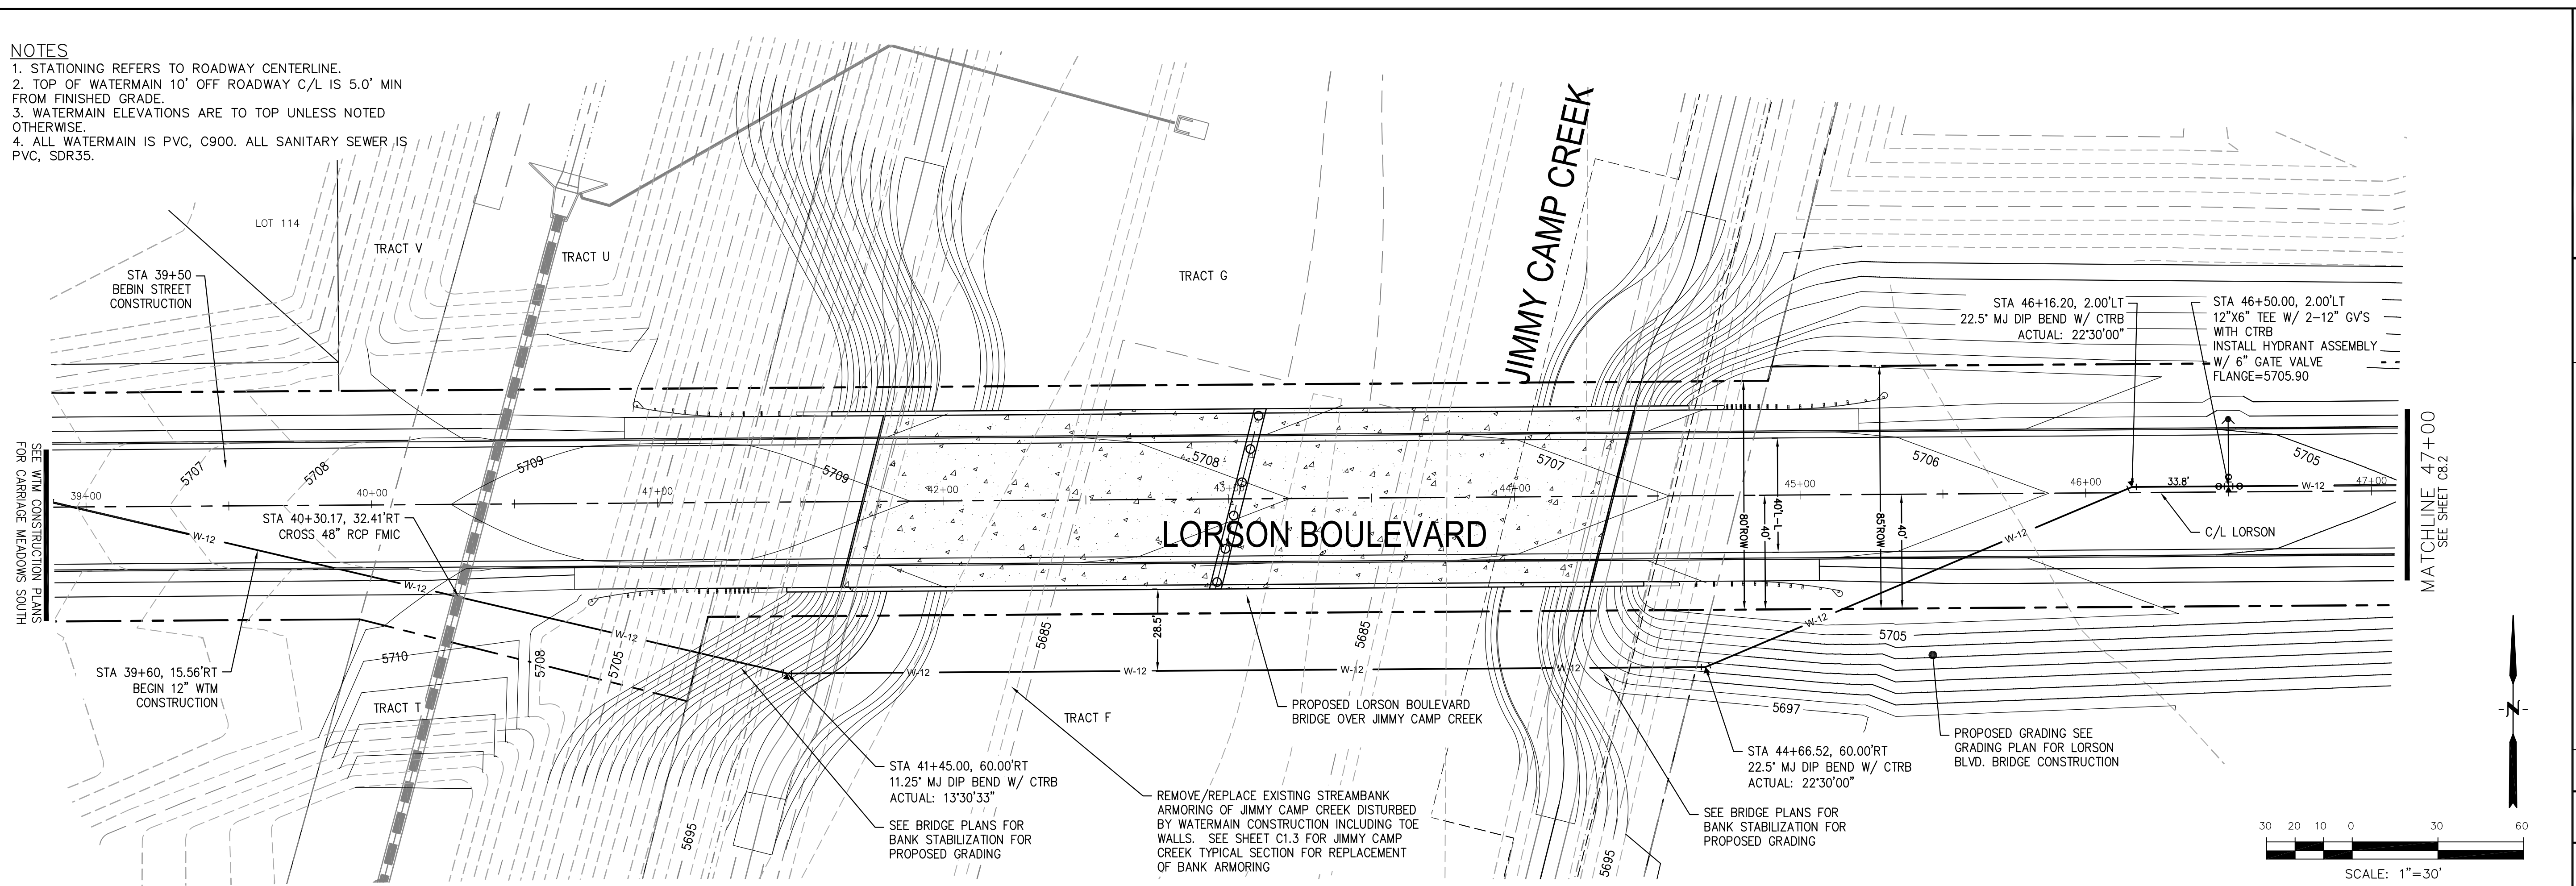 NOTES
1. STATIONING REFERS TO ROADWAY CENTERLINE.
2. TOP OF WATERMAIN 10' OFF ROADWAY C/L IS 5.0' MIN
FROM FINISHED GRADE.
3. WATERMAIN ELEVATIONS ARE TO TOP UNLESS NOTED
OTHERWISE.
4. ALL WATERMAIN IS PVC, C900. ALL SANITARY SEWER IS
PVC, SDR35.
LOT 114
TRACT V
TRACT U
TRACT G
JIMMY CAMP CREEK
STA 39+50
BEBIN STREET
CONSTRUCTION
STA 46+16.20, 2.00'LT
22.5° MJ DIP BEND W/ CTRB
ACTUAL: 22°30'00"
STA 46+50.00, 2.00'LT
12"X6" TEE W/ 2-12" GV'S
WITH CTRB
INSTALL HYDRANT ASSEMBLY
W/ 6" GATE VALVE
FLANGE=5705.90
SEE WTM CONSTRUCTION PLANS
FOR CARRIAGE MEADOWS SOUTH
5707
5708
5709
5709
5708
5707
5706
5705
39+00
40+00
41+00
42+00
43+00
44+00
45+00
46+00
47+00
33.8'
W-12
MATCHLINE 47+00
SEE SHEET C8.2
STA 40+30.17, 32.41'RT
CROSS 48" RCP FMIC
LORSON BOULEVARD
80'ROW
40'
40'L-L
85'ROW
40'
C/L LORSON
W-12
W-12
W-12
W-12
W-12
28.5'
5685
5685
5705
5710
5708
5705
W-12
W-12
W-12
W-12
STA 39+60, 15.56'RT
BEGIN 12" WTM
CONSTRUCTION
TRACT T
TRACT F
PROPOSED LORSON BOULEVARD
BRIDGE OVER JIMMY CAMP CREEK
5697
STA 41+45.00, 60.00'RT
11.25° MJ DIP BEND W/ CTRB
ACTUAL: 13°30'33"
SEE BRIDGE PLANS FOR
BANK STABILIZATION FOR
PROPOSED GRADING
REMOVE/REPLACE EXISTING STREAMBANK
ARMORING OF JIMMY CAMP CREEK DISTURBED
BY WATERMAIN CONSTRUCTION INCLUDING TOE
WALLS. SEE SHEET C1.3 FOR JIMMY CAMP
CREEK TYPICAL SECTION FOR REPLACEMENT
OF BANK ARMORING
STA 44+66.52, 60.00'RT
22.5° MJ DIP BEND W/ CTRB
ACTUAL: 22°30'00"
SEE BRIDGE PLANS FOR
BANK STABILIZATION FOR
PROPOSED GRADING
PROPOSED GRADING SEE
GRADING PLAN FOR LORSON
BLVD. BRIDGE CONSTRUCTION
5695
5695
N
30 20 10 0 30 60
SCALE: 1"=30'